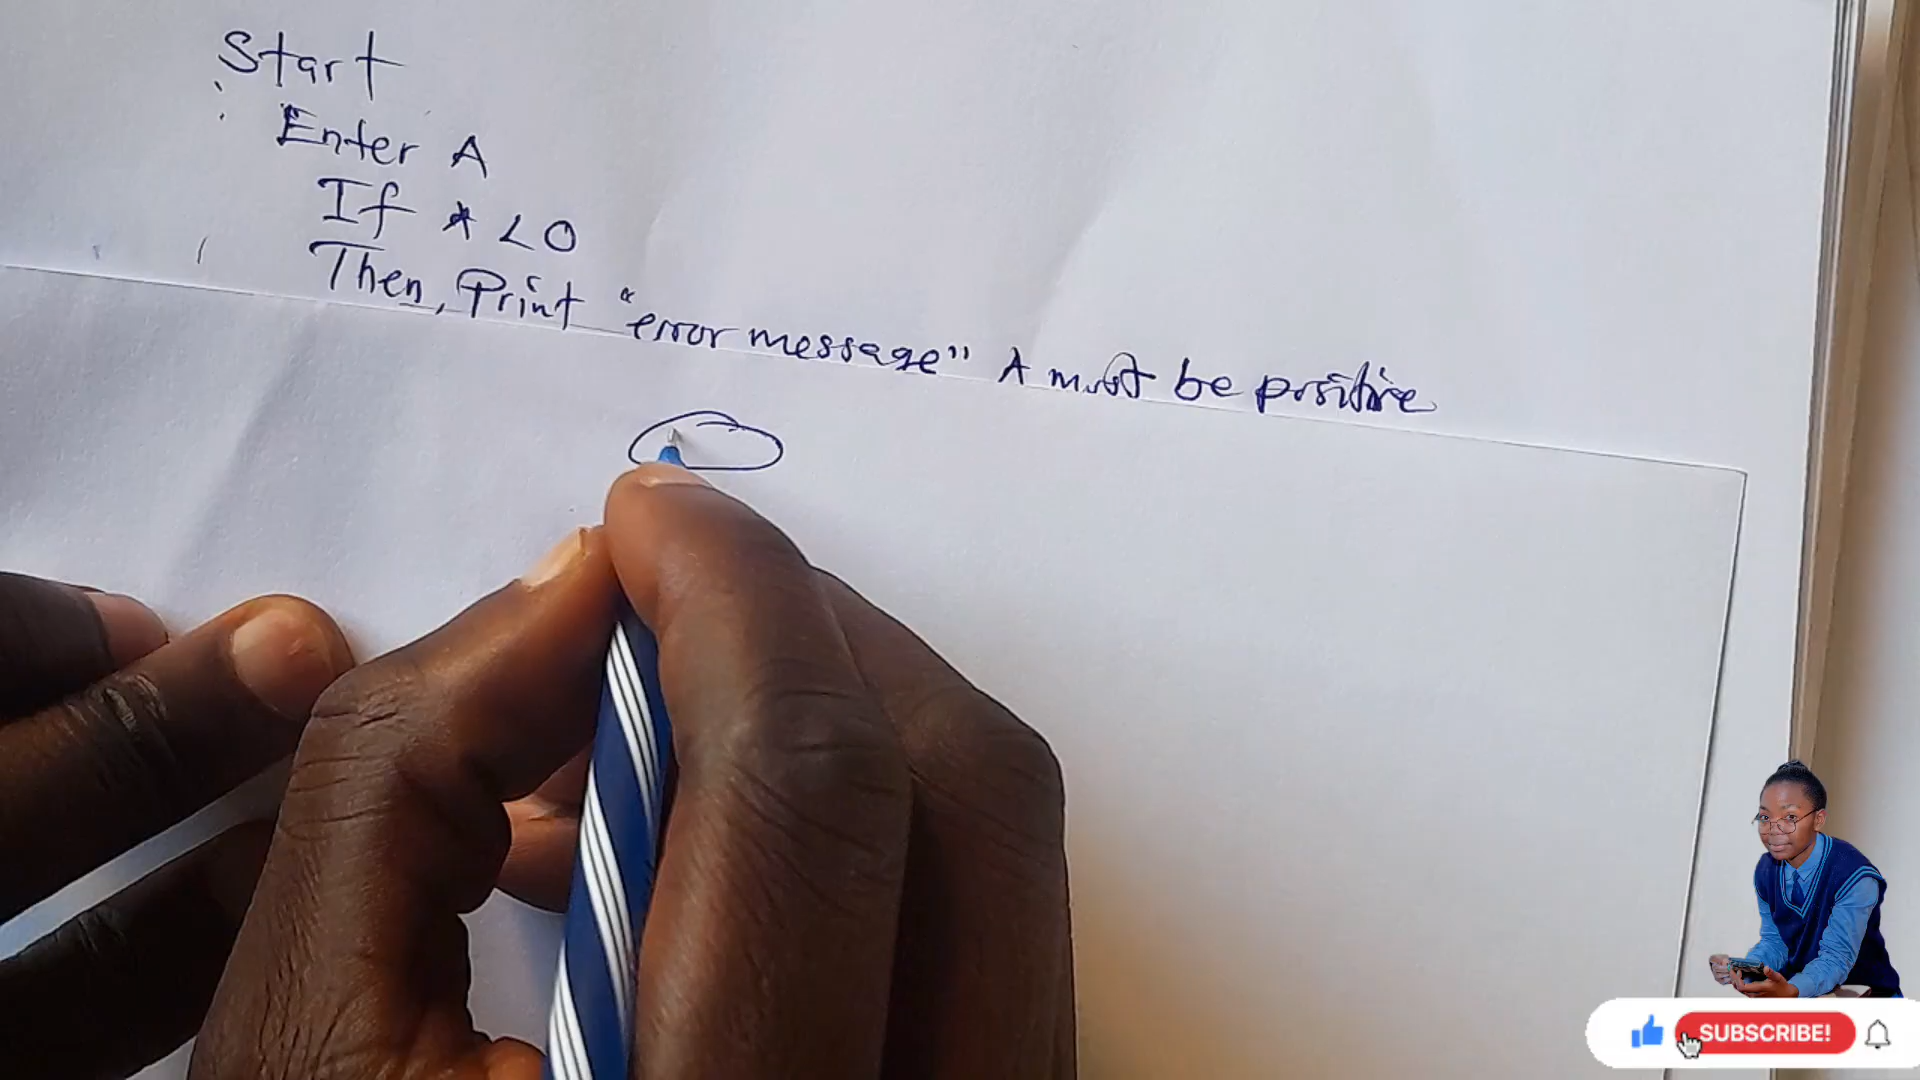 Start
Enter A
If A < 0
Then, Print "error message" A must be positive
SUBSCRIBE!